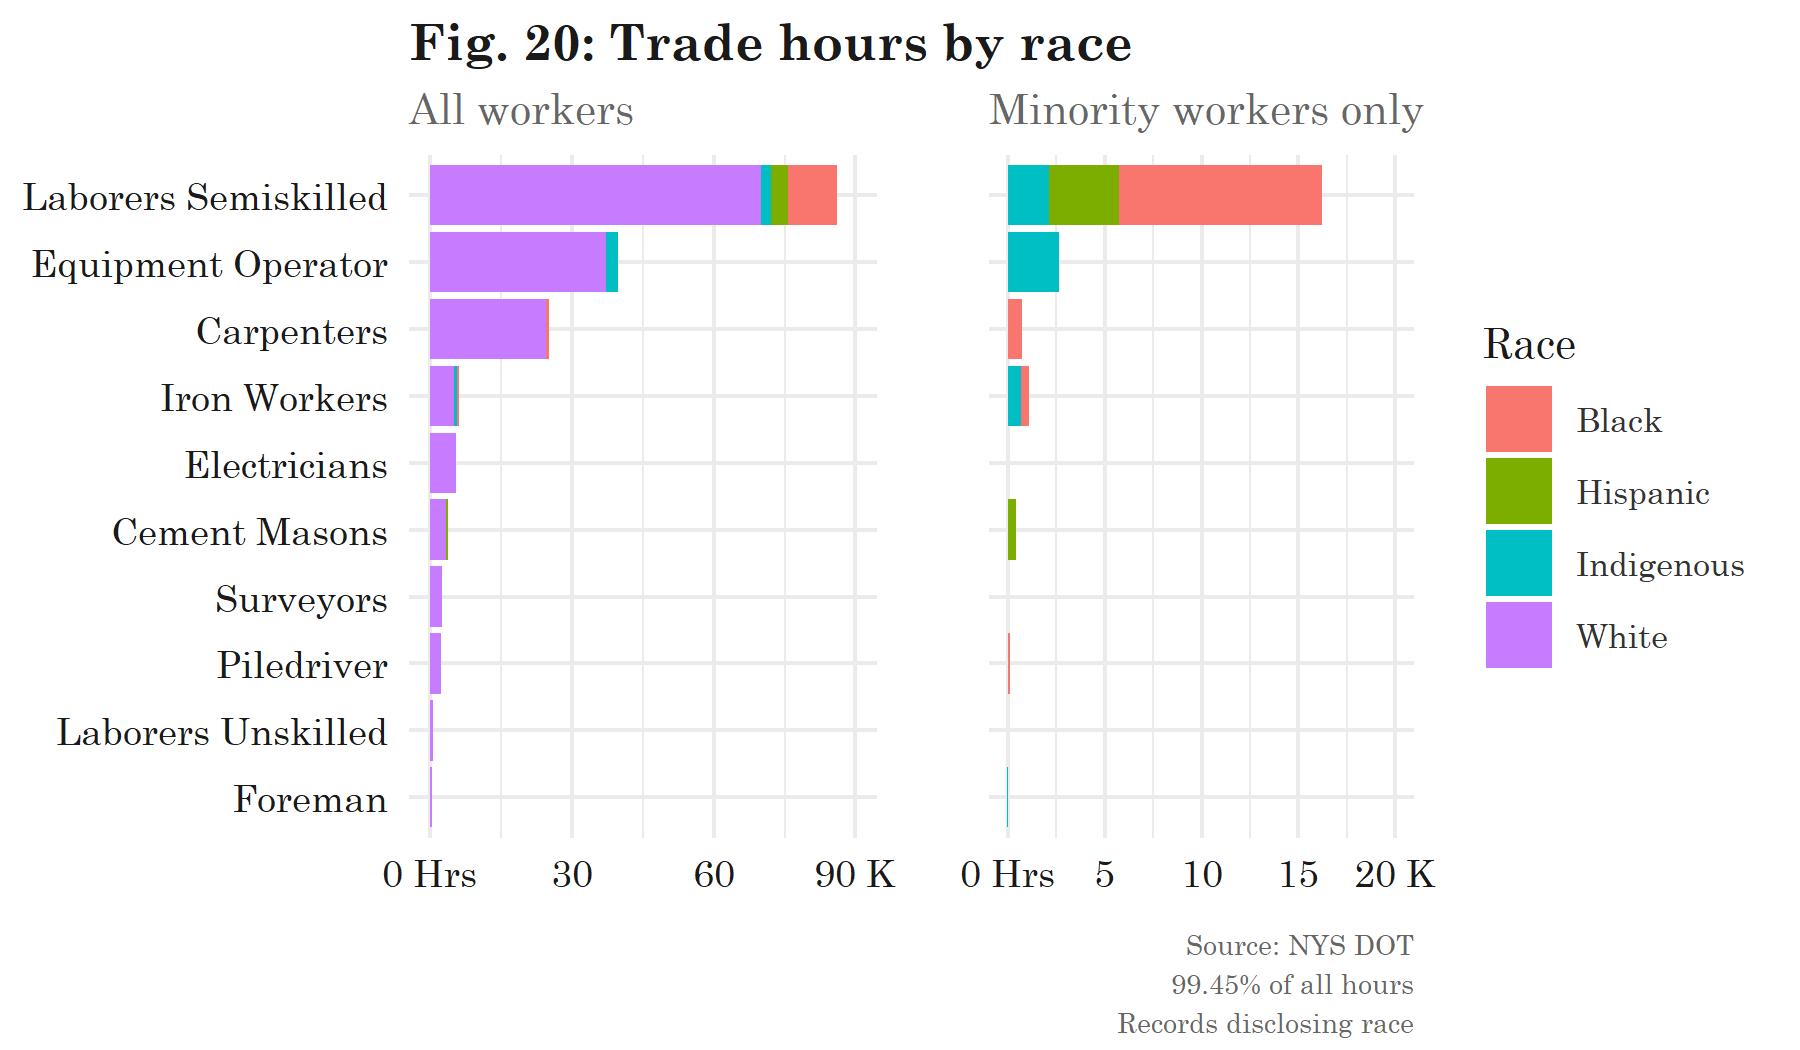 Fig. 20: Trade hours by race
All workers
Minority workers only
Laborers Semiskilled
Equipment Operator
Carpenters
Iron Workers
Electricians
Cement Masons
Surveyors
Piledriver
Laborers Unskilled
Foreman
0 Hrs 30 60 90 K
0 Hrs 5 10 15 20 K
Race
Black
Hispanic
Indigenous
White
Source: NYS DOT
99.45% of all hours
Records disclosing race